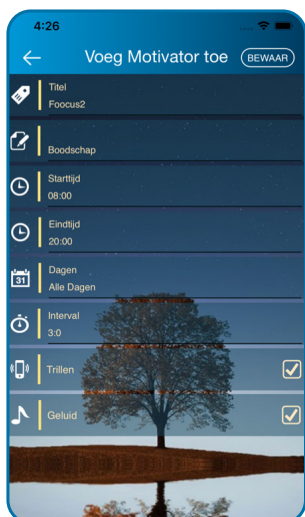 4:26
Voeg Motivator toe
BEWAAR
Titel
Foocus2
Boodschap
Starttijd
08:00
Eindtijd
20:00
31
Dagen
Alle Dagen
Interval
3:0
Trillen
Geluid